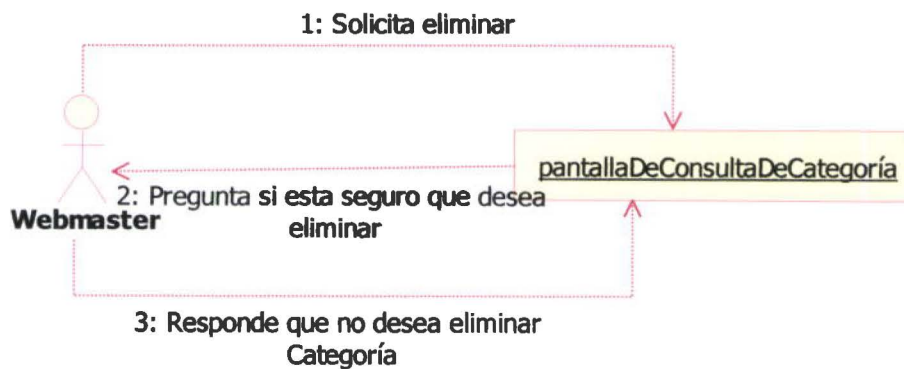 1: Solicita eliminar
pantallaDeConsultaDeCategoría
2: Pregunta si esta seguro que desea
eliminar
Webmaster
3: Responde que no desea eliminar
Categoría